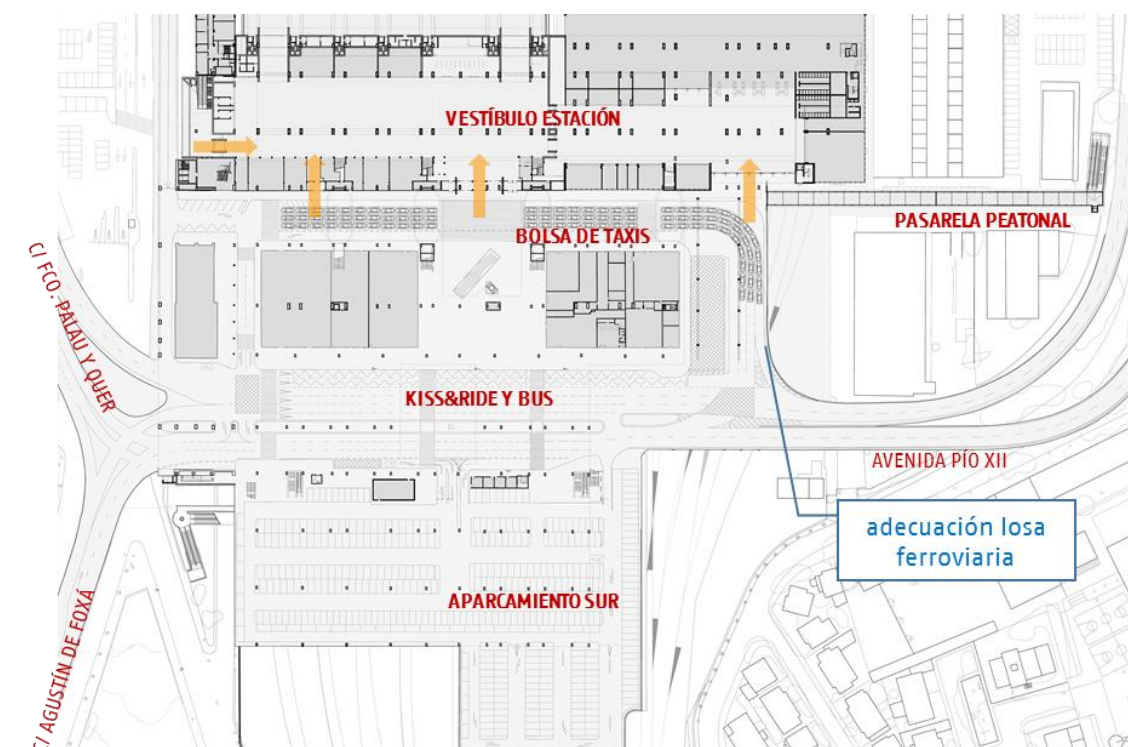 VESTÍBULO ESTACIÓN
PASARELA PEATONAL
BOLSA DE TAXIS
C/ FCO. PALAU Y QUER
KISS&RIDE Y BUS
AVENIDA PÍO XII
adecuación losa
ferroviaria
APARCAMIENTO SUR
C/ AGUSTÍN DE FOXÁ